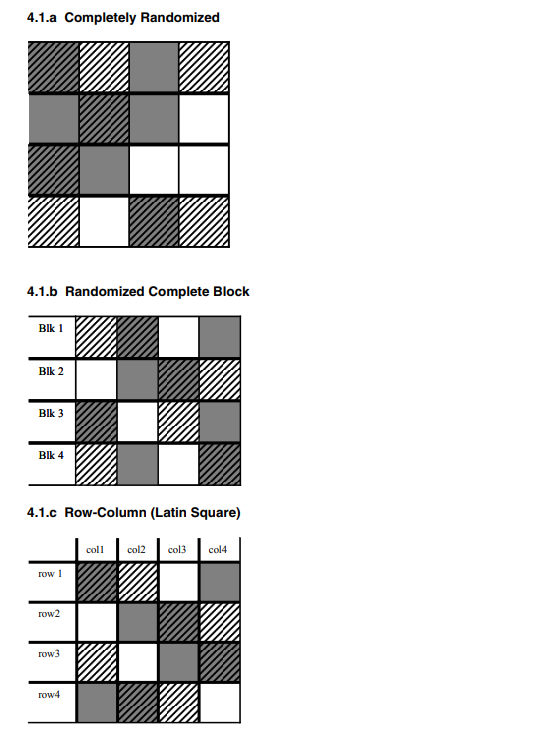 4.1.a Completely Randomized
4.1.b Randomized Complete Block
Blk 1
Blk 2
Blk 3
Blk 4
4.1.c Row-Column (Latin Square)
col1 col2 col3 col4
row 1
row2
row3
row4